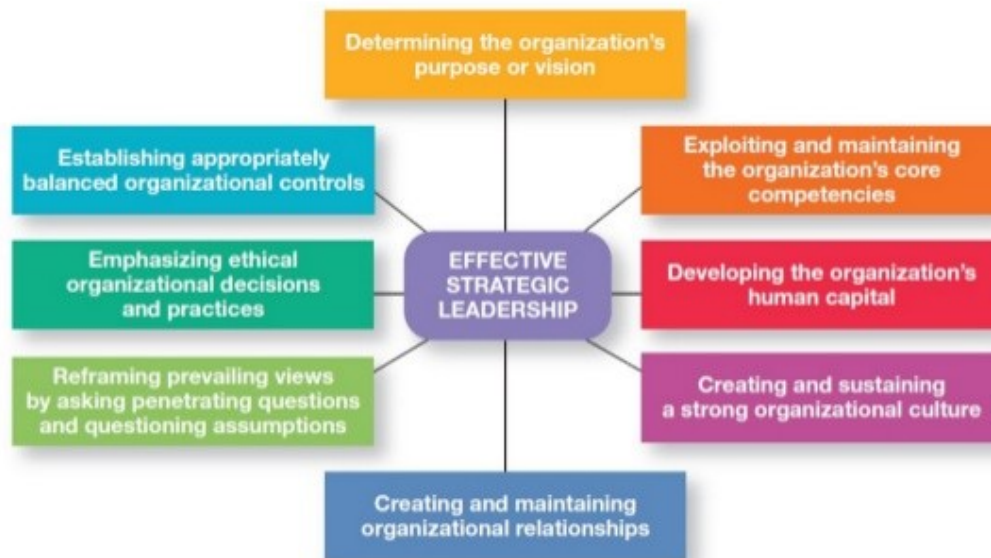 Determining the organization's
purpose or vision
Establishing appropriately
balanced organizational controls
Exploiting and maintaining
the organization's core
competencies
Emphasizing ethical
organizational decisions
and practices
EFFECTIVE
STRATEGIC
LEADERSHIP
Developing the organization's
human capital
Reframing prevailing views
by asking penetrating questions
and questioning assumptions
Creating and sustaining
a strong organizational culture
Creating and maintaining
organizational relationships